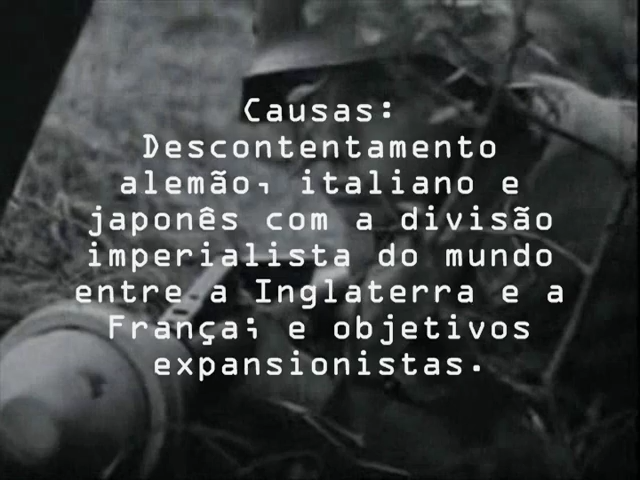 Causas:
Descontentamento
alemão, italiano e
japonês com a divisão
imperialista do mundo
entre a Inglaterra e a
França; e objetivos
expansionistas.